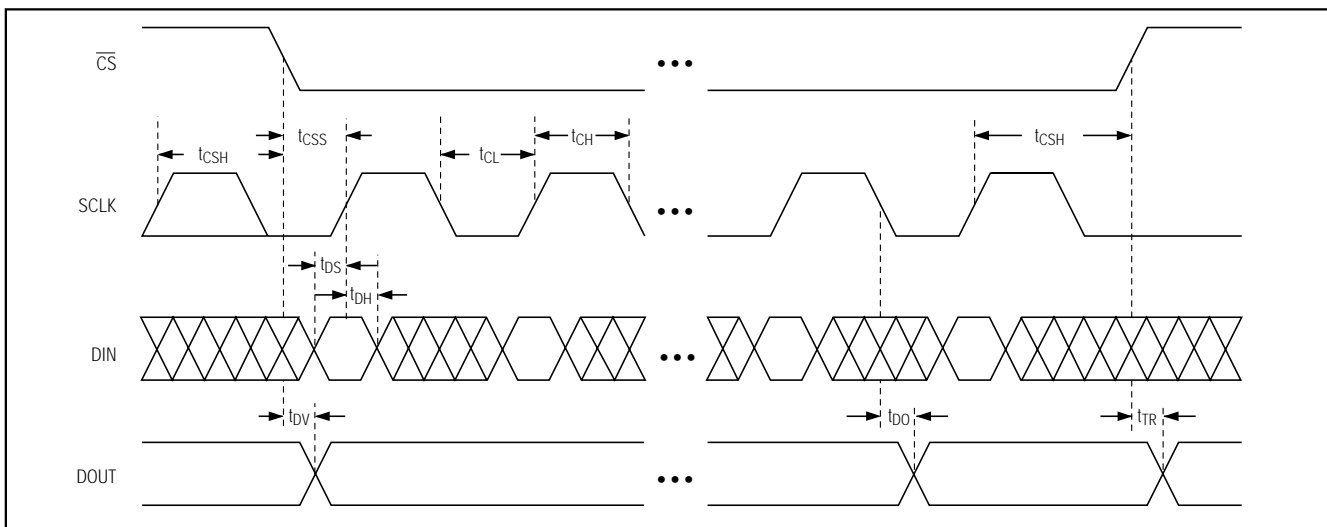 CS
•••
tCSS
tCH
tCSH
tCL
tCSH
SCLK
•••
tDS
tDH
DIN
•••
tDV
tDO
tTR
DOUT
•••